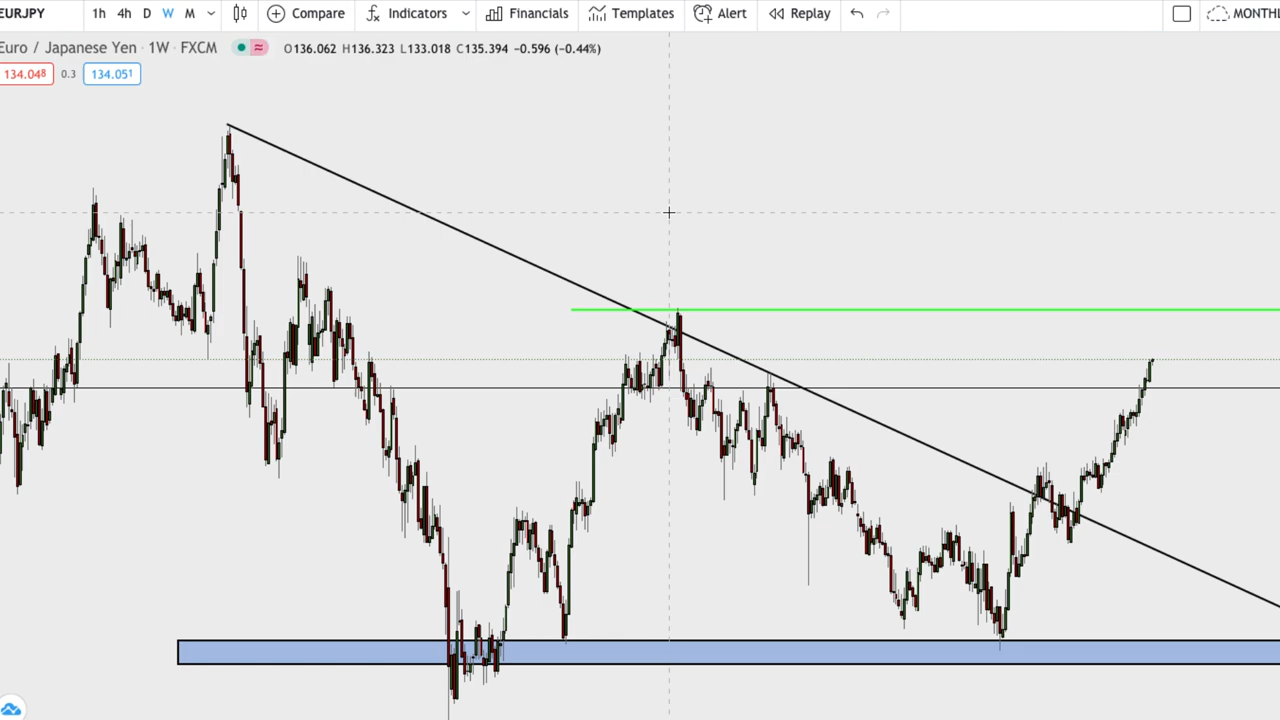 EURJPY 1h 4h D W M Compare Indicators Financials Templates Alert Replay MONTHL
Euro / Japanese Yen · 1W · FXCM O136.062 H136.323 L133.018 C135.394 −0.596 (−0.44%)
134.048 0.3 134.051